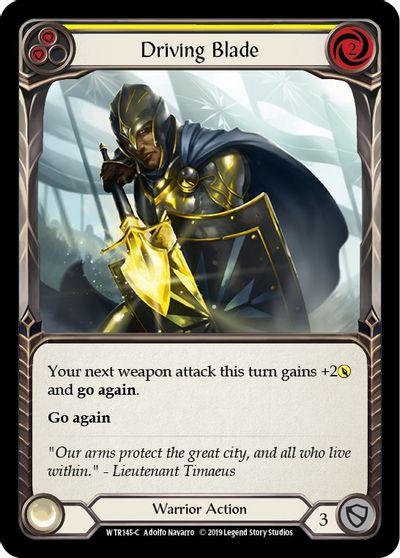 Driving Blade
2
Your next weapon attack this turn gains +2
and go again.
Go again
"Our arms protect the great city, and all who live
within." - Lieutenant Timaeus
Warrior Action
3
WTR145-C Adolfo Navarro © 2019 Legend Story Studios